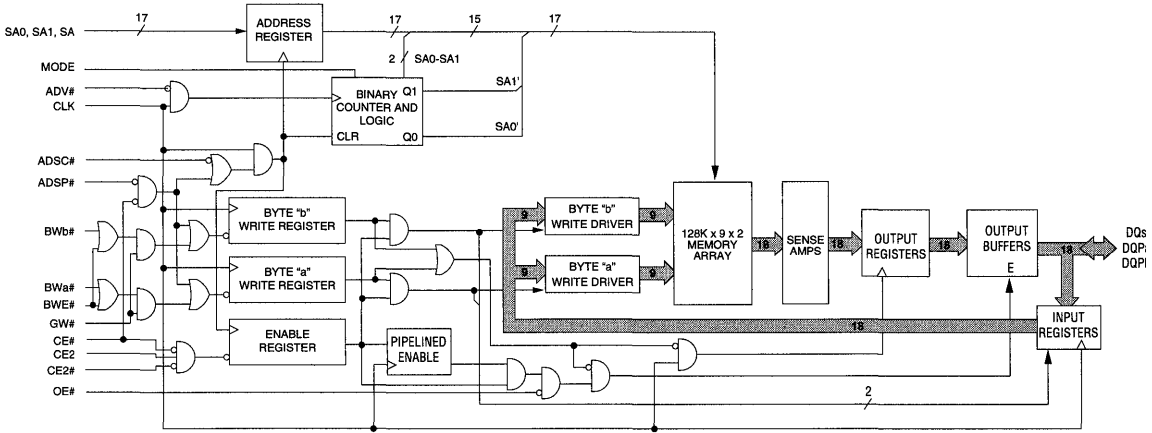 SA0, SA1, SA
17
ADDRESS
REGISTER
17
15
17
2
SA0-SA1
MODE
ADV#
CLK
BINARY
COUNTER AND
LOGIC
Q1
Q0
CLR
SA1'
SA0'
ADSC#
ADSP#
BWb#
BWa#
BWE#
GW#
CE#
CE2
CE2#
OE#
BYTE "b"
WRITE REGISTER
BYTE "a"
WRITE REGISTER
ENABLE
REGISTER
PIPELINED
ENABLE
9
BYTE "b"
WRITE DRIVER
9
9
BYTE "a"
WRITE DRIVER
9
128K x 9 x 2
MEMORY
ARRAY
18
SENSE
AMPS
18
OUTPUT
REGISTERS
18
OUTPUT
BUFFERS
E
18
DQs
INPUT
REGISTERS
18
2